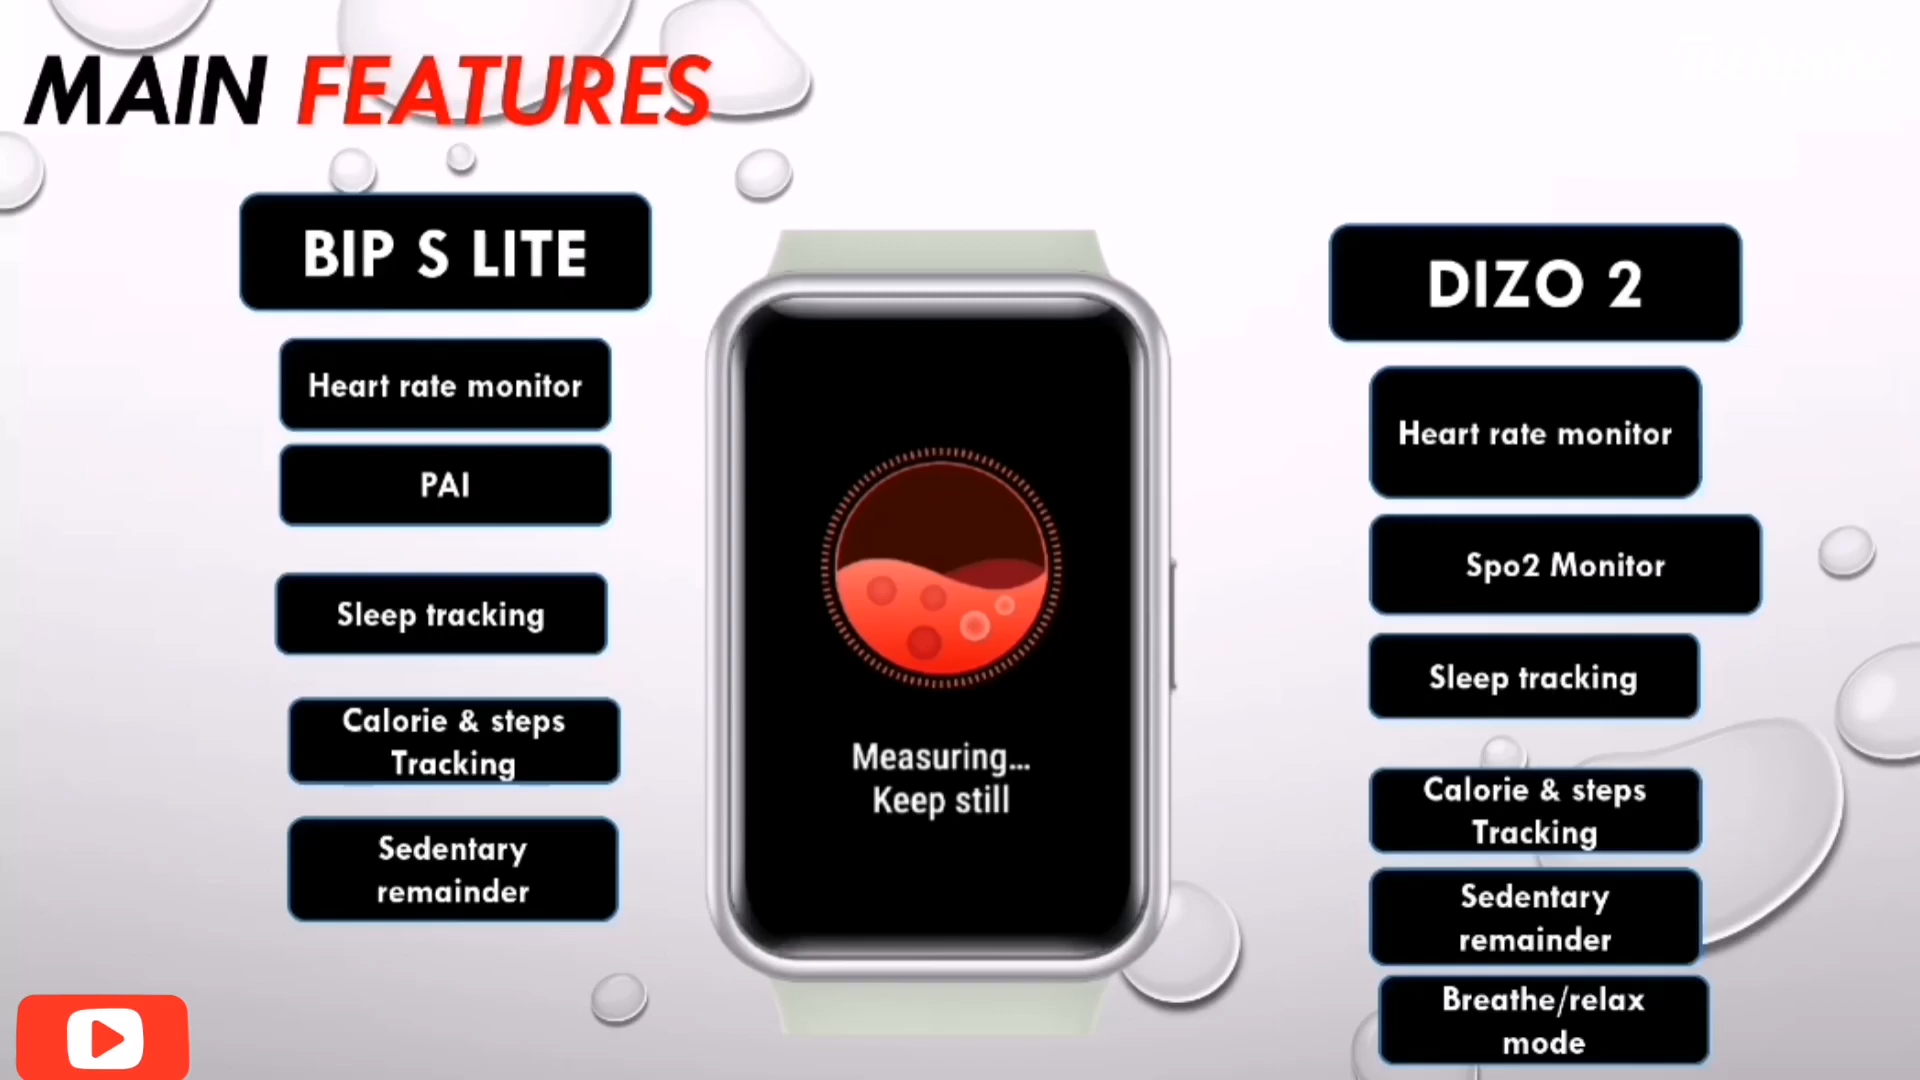 MAIN FEATURES
BIP S LITE
Heart rate monitor
PAI
Sleep tracking
Calorie & steps
Tracking
Sedentary
remainder
Measuring...
Keep still
DIZO 2
Heart rate monitor
Spo2 Monitor
Sleep tracking
Calorie & steps
Tracking
Sedentary
remainder
Breathe/relax
mode